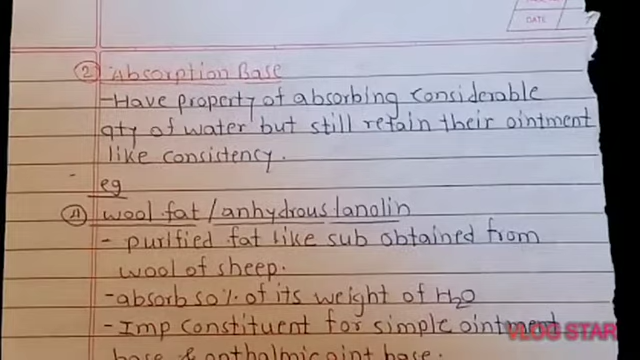 DATE
② Absorption Base
-Have property of absorbing considerable
qty of water but still retain their ointment
like consistency.
eg
Ⓐ wool fat / anhydrous lanolin
- purified fat like sub obtained from
wool of sheep.
-absorb 50% of its weight of H2O
-Imp constituent for simple ointment
base & opthalmic oint base.
VLOG STAR